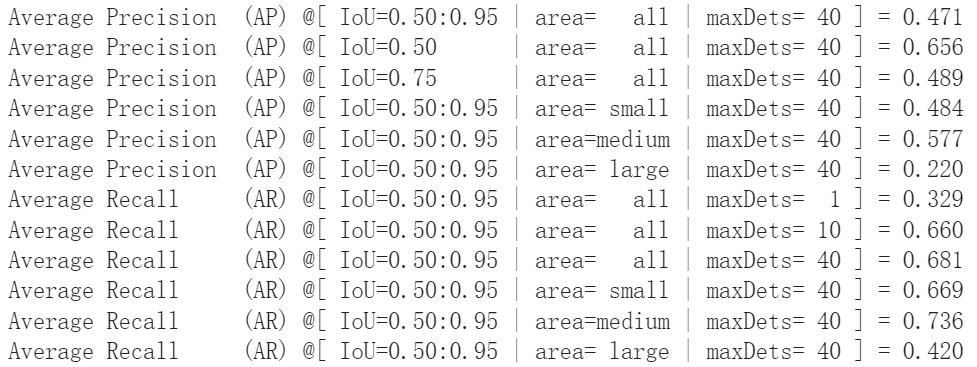 Average Precision  (AP) @[ IoU=0.50:0.95 | area=   all | maxDets= 40 ] = 0.471
Average Precision  (AP) @[ IoU=0.50      | area=   all | maxDets= 40 ] = 0.656
Average Precision  (AP) @[ IoU=0.75      | area=   all | maxDets= 40 ] = 0.489
Average Precision  (AP) @[ IoU=0.50:0.95 | area= small | maxDets= 40 ] = 0.484
Average Precision  (AP) @[ IoU=0.50:0.95 | area=medium | maxDets= 40 ] = 0.577
Average Precision  (AP) @[ IoU=0.50:0.95 | area= large | maxDets= 40 ] = 0.220
Average Recall     (AR) @[ IoU=0.50:0.95 | area=   all | maxDets=  1 ] = 0.329
Average Recall     (AR) @[ IoU=0.50:0.95 | area=   all | maxDets= 10 ] = 0.660
Average Recall     (AR) @[ IoU=0.50:0.95 | area=   all | maxDets= 40 ] = 0.681
Average Recall     (AR) @[ IoU=0.50:0.95 | area= small | maxDets= 40 ] = 0.669
Average Recall     (AR) @[ IoU=0.50:0.95 | area=medium | maxDets= 40 ] = 0.736
Average Recall     (AR) @[ IoU=0.50:0.95 | area= large | maxDets= 40 ] = 0.420